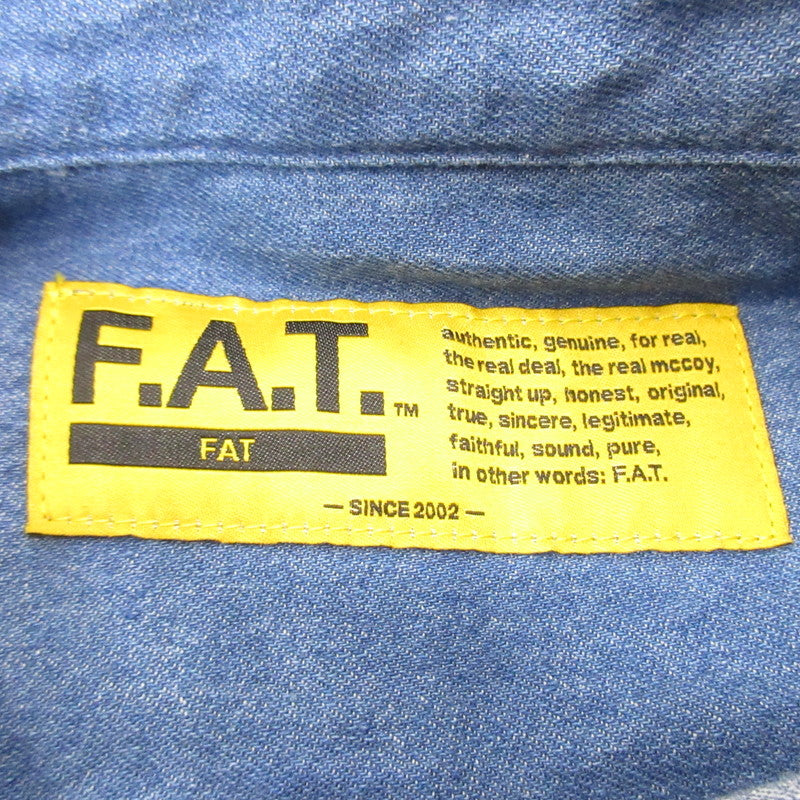 F.A.T.™
FAT
authentic, genuine, for real,
the real deal, the real mccoy,
straight up, honest, original,
true, sincere, legitimate,
faithful, sound, pure,
in other words: F.A.T.
— SINCE 2002 —